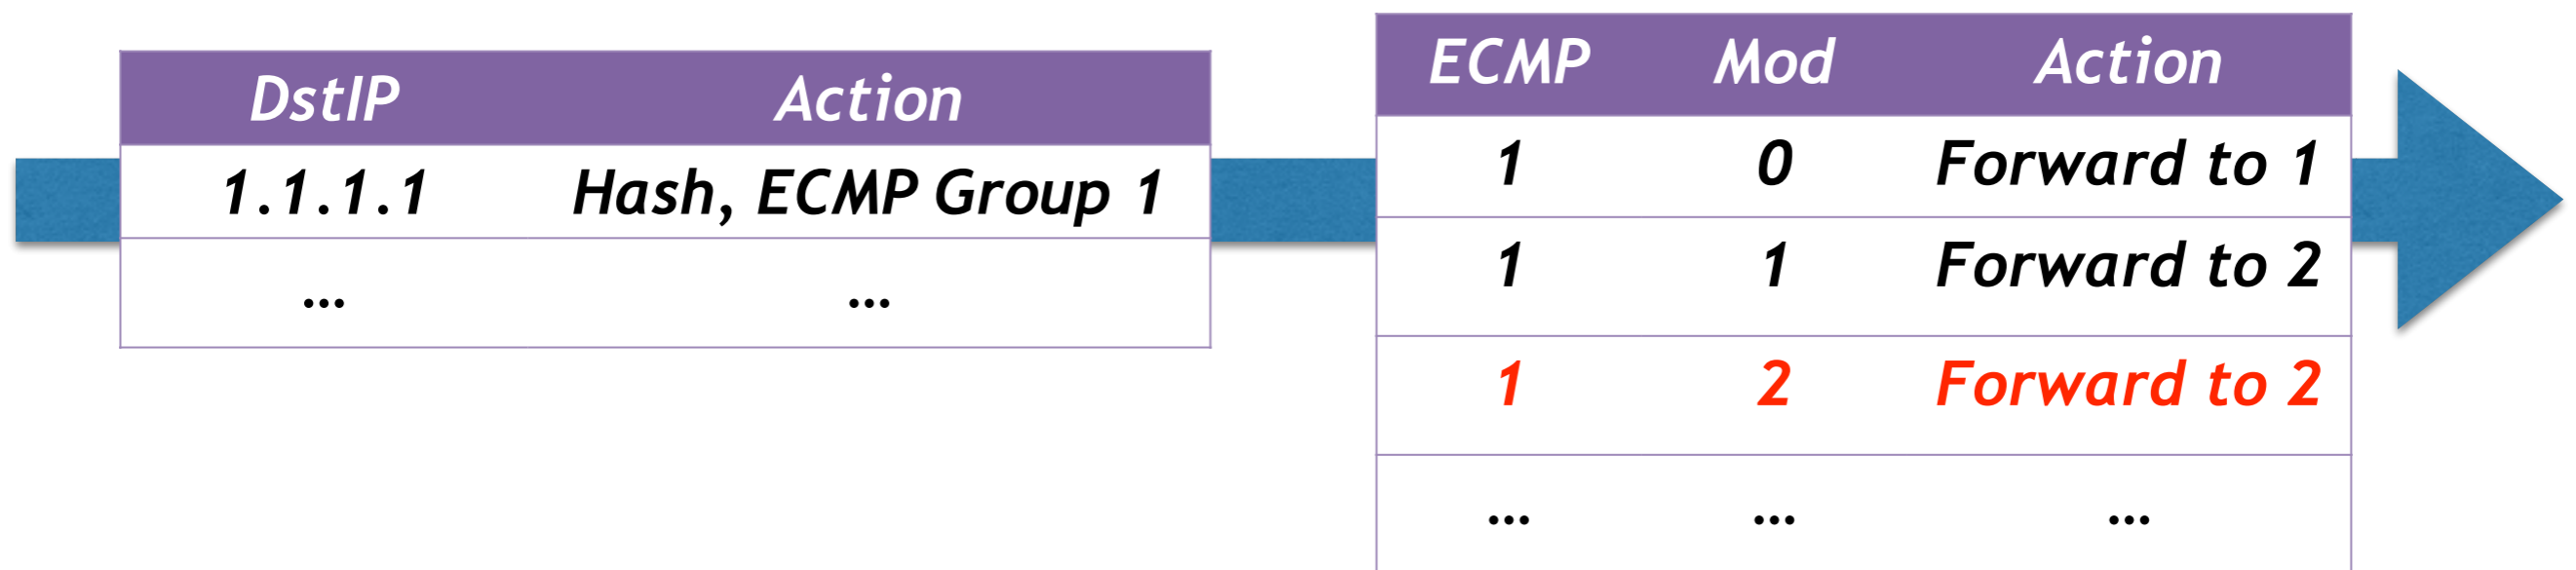 DstIP Action
1.1.1.1 Hash, ECMP Group 1
... ...
ECMP Mod Action
1 0 Forward to 1
1 1 Forward to 2
1 2 Forward to 2
... ... ...